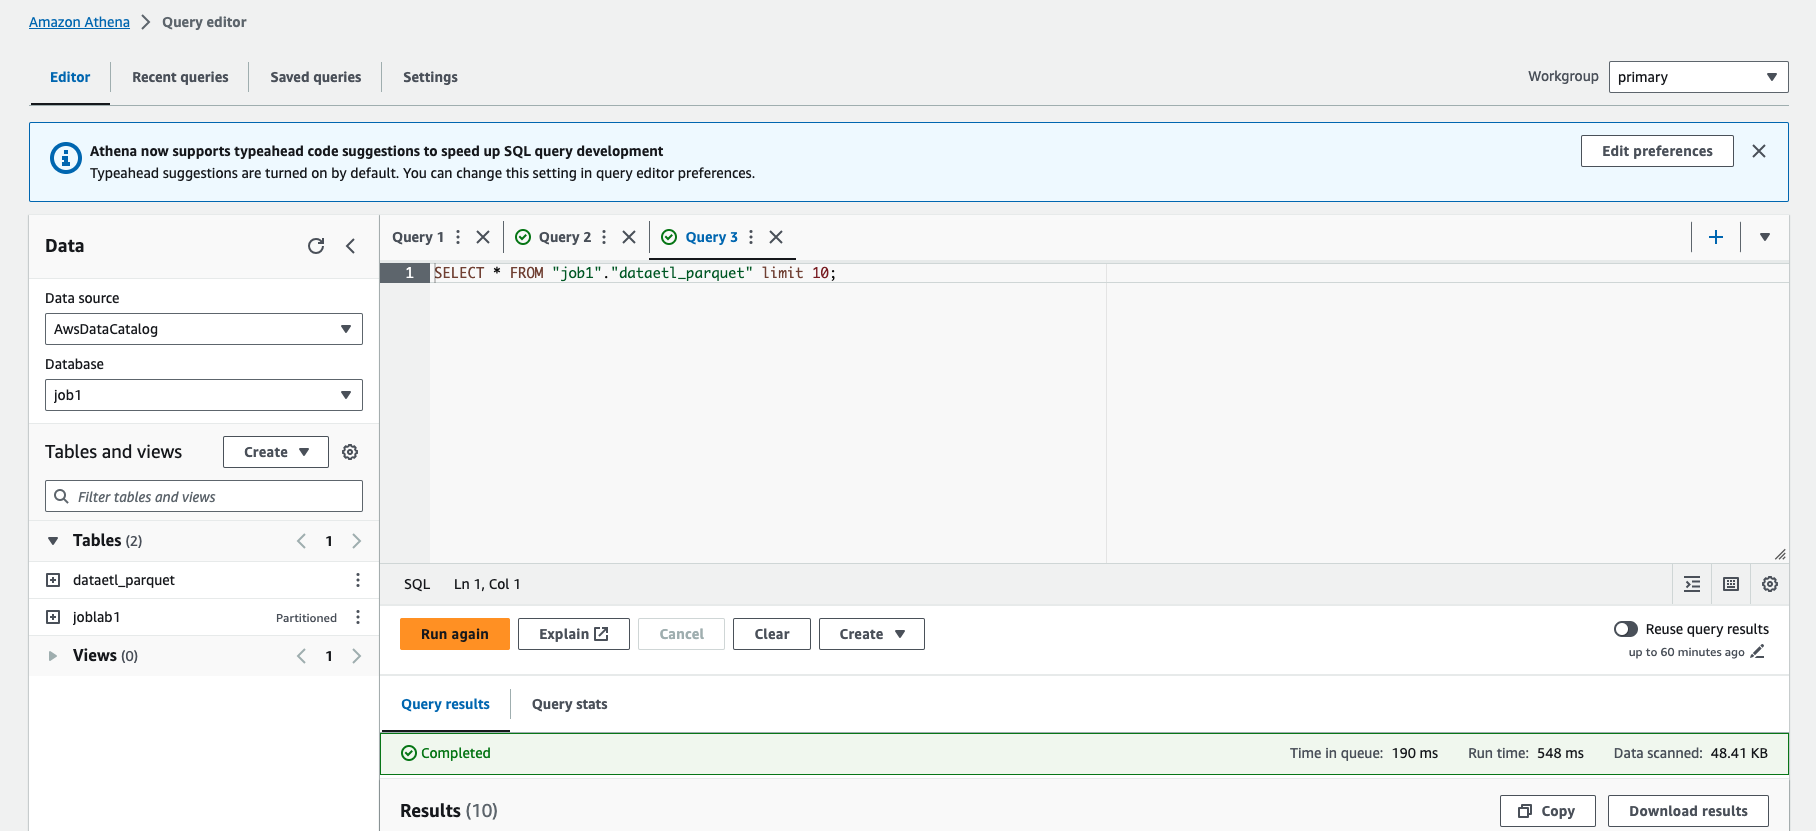 Amazon Athena > Query editor
Editor Recent queries Saved queries Settings Workgroup primary
Athena now supports typeahead code suggestions to speed up SQL query development
Typeahead suggestions are turned on by default. You can change this setting in query editor preferences.
Edit preferences
Data
Data source
AwsDataCatalog
Database
job1
Tables and views Create
Filter tables and views
Tables (2) 1
dataetl_parquet
joblab1 Partitioned
Views (0) 1
Query 1 Query 2 Query 3
1 SELECT * FROM "job1"."dataetl_parquet" limit 10;
SQL Ln 1, Col 1
Run again Explain Cancel Clear Create
Reuse query results
up to 60 minutes ago
Query results Query stats
Completed Time in queue: 190 ms Run time: 548 ms Data scanned: 48.41 KB
Results (10) Copy Download results